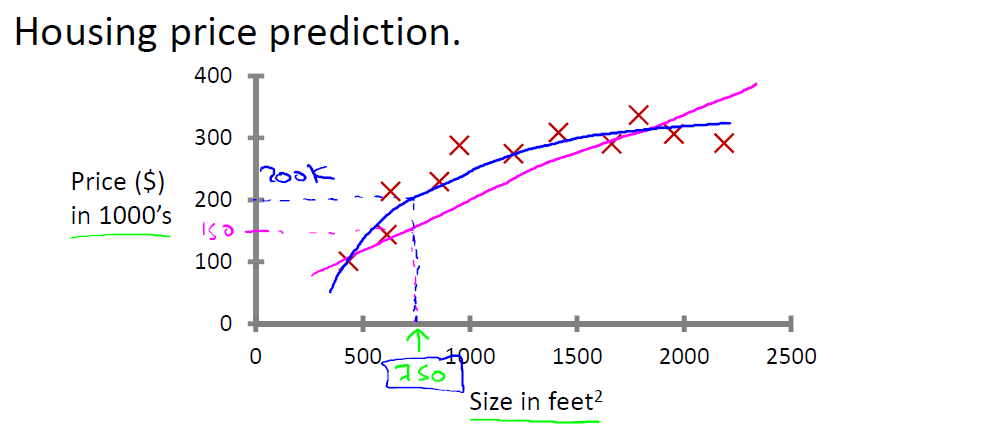 Housing price prediction.
400
300
200K
Price ($)
200
in 1000's
150
100
0
0 500 1000 1500 2000 2500
750
Size in feet²